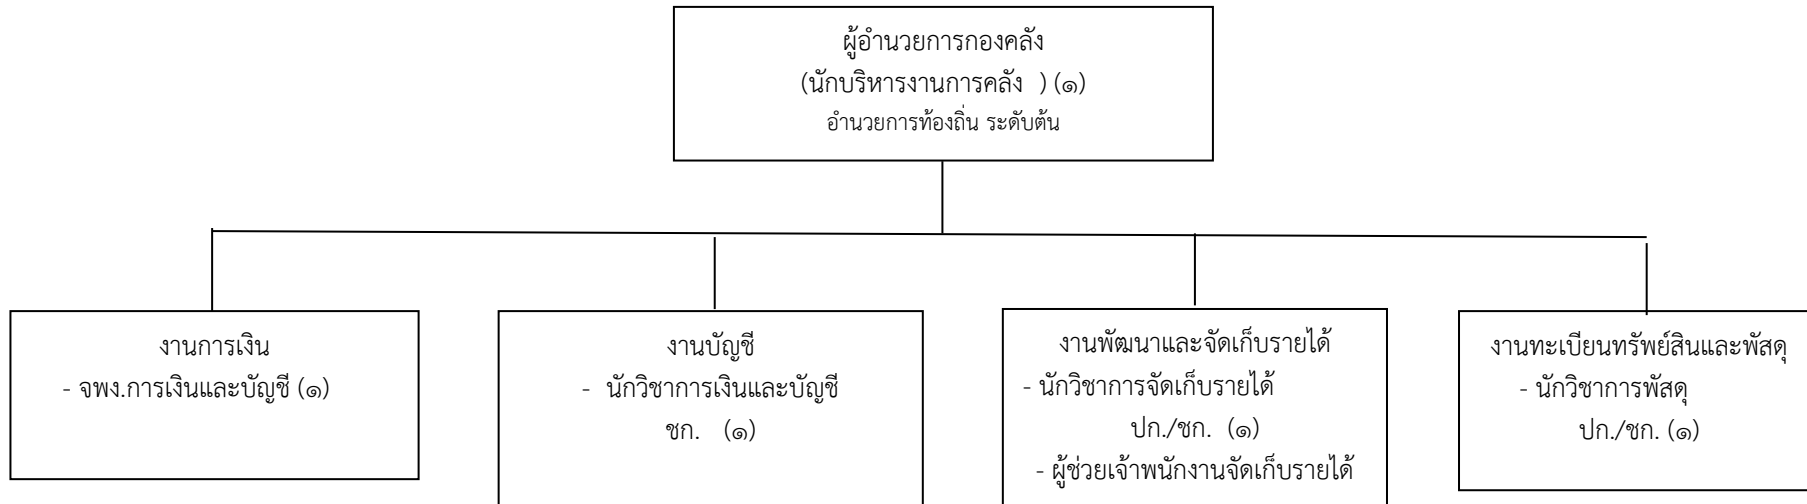 ผู้อำนวยการกองคลัง
(นักบริหารงานการคลัง ) (๑)
อำนวยการท้องถิ่น ระดับต้น
งานการเงิน
- จพง.การเงินและบัญชี (๑)
งานบัญชี
- นักวิชาการเงินและบัญชี
ชก. (๑)
งานพัฒนาและจัดเก็บรายได้
- นักวิชาการจัดเก็บรายได้
ปก./ชก. (๑)
- ผู้ช่วยเจ้าพนักงานจัดเก็บรายได้
งานทะเบียนทรัพย์สินและพัสดุ
- นักวิชาการพัสดุ
ปก./ชก. (๑)